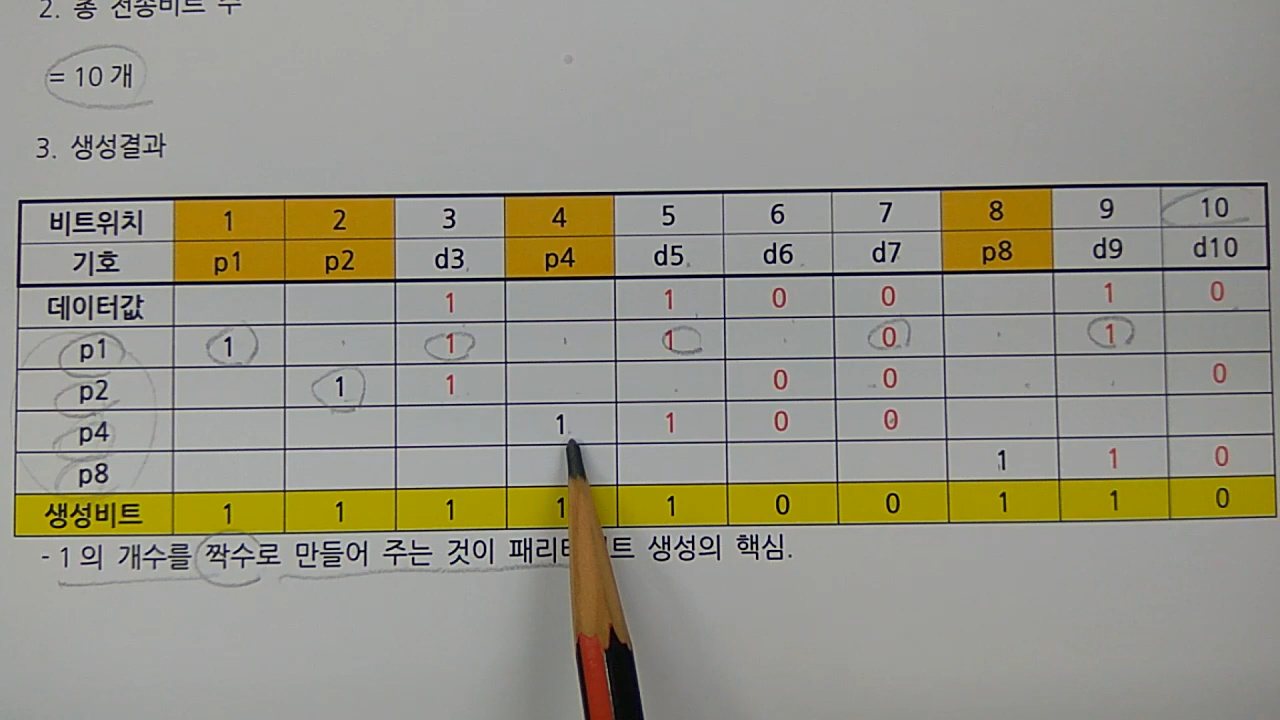 2. 총 전송비트 수
= 10 개
3. 생성결과
비트위치 1 2 3 4 5 6 7 8 9 10
기호 p1 p2 d3 p4 d5 d6 d7 p8 d9 d10
데이터값 1 1 0 0 1 0
p1 1 1 1 0 1
p2 1 1 0 0 0
p4 1 1 0 0
p8 1 1 0
생성비트 1 1 1 1 1 0 0 1 1 0
- 1 의 개수를 짝수로 만들어 주는 것이 생성의 핵심.